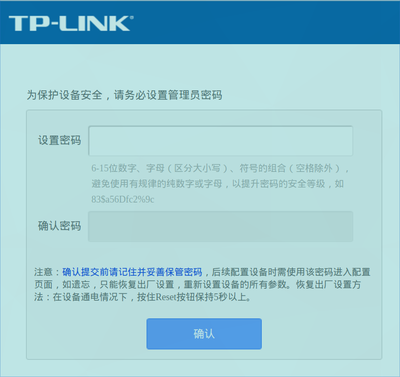 TP-LINK®
为保护设备安全，请务必设置管理员密码
设置密码
6-15位数字、字母（区分大小写）、符号的组合（空格除外），
避免使用有规律的纯数字或字母，以提升密码的安全等级，如
83$a56Dfc2%9c
确认密码
注意：确认提交前请记住并妥善保管密码，后续配置设备时需使用该密码进入配置
页面，如遗忘，只能恢复出厂设置，重新设置设备的所有参数。恢复出厂设置方
法：在设备通电情况下，按住Reset按钮保持5秒以上。
确认